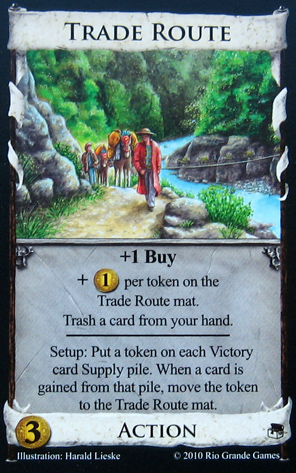 TRADE ROUTE
+1 Buy
+ 1 per token on the
Trade Route mat.
Trash a card from your hand.
Setup: Put a token on each Victory
card Supply pile. When a card is
gained from that pile, move the token
to the Trade Route mat.
3 ACTION
Illustration: Harald Lieske © 2010 Rio Grande Games